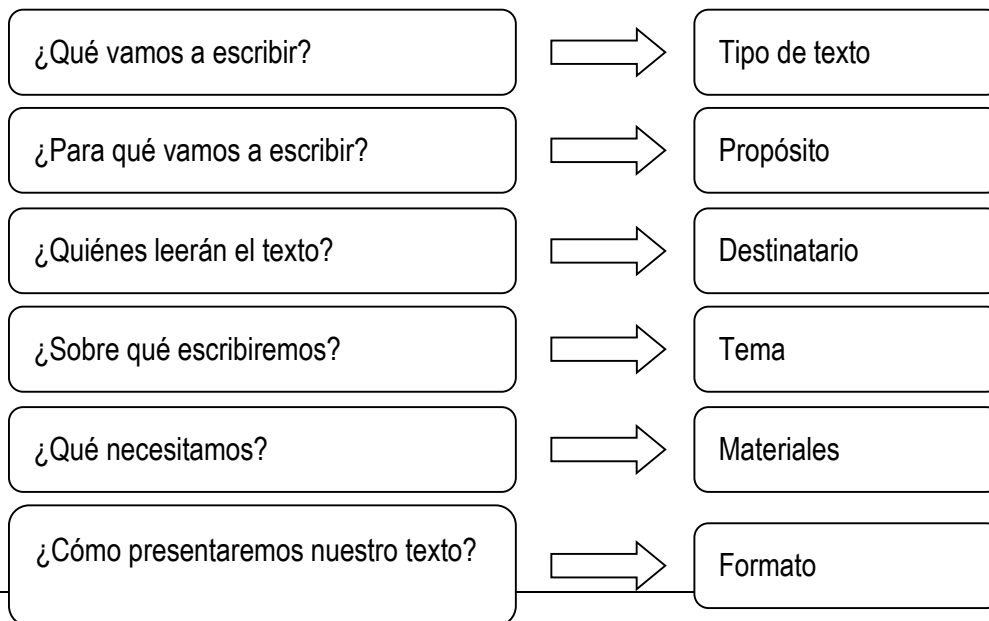 ¿Qué vamos a escribir?
Tipo de texto
¿Para qué vamos a escribir?
Propósito
¿Quiénes leerán el texto?
Destinatario
¿Sobre qué escribiremos?
Tema
¿Qué necesitamos?
Materiales
¿Cómo presentaremos nuestro texto?
Formato